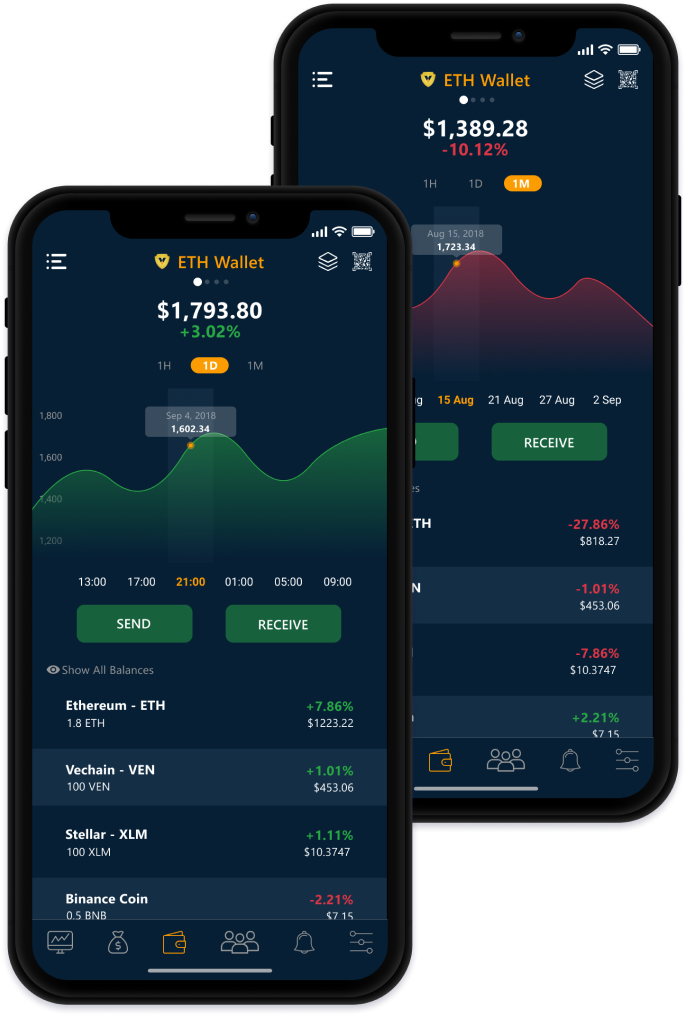 ETH Wallet
$1,389.28
-10.12%
1H 1D 1M
Aug 15, 2018
1,723.34
15 Aug 21 Aug 27 Aug 2 Sep
RECEIVE
TH -27.86%
$818.27
N -1.01%
$453.06
-7.86%
$10.3747
+2.21%
$7.15
ETH Wallet
$1,793.80
+3.02%
1H 1D 1M
Sep 4, 2018
1,602.34
1,800
1,600
1,400
1,200
13:00 17:00 21:00 01:00 05:00 09:00
SEND RECEIVE
Show All Balances
Ethereum - ETH +7.86%
1.8 ETH $1223.22
Vechain - VEN +1.01%
100 VEN $453.06
Stellar - XLM +1.11%
100 XLM $10.3747
Binance Coin -2.21%
0.5 BNB $7.15